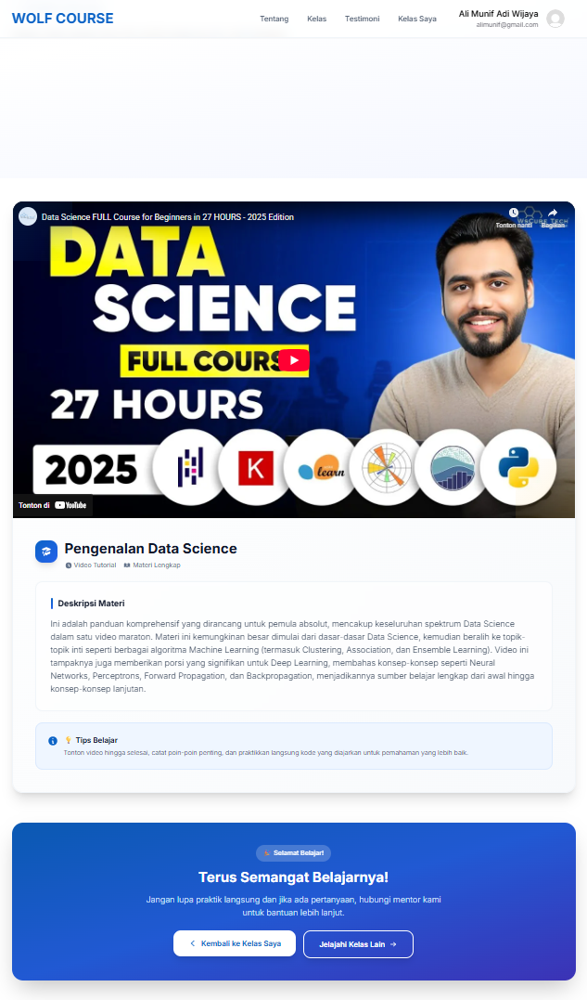 WOLF COURSE
Tentang Kelas Testimoni Kelas Saya
Ali Munif Adi Wijaya
alimunif@gmail.com
Data Science FULL Course for Beginners in 27 HOURS - 2025 Edition
Tonton nanti Bagikan
WsCube Tech
DATA
SCIENCE
FULL COURS
27 HOURS
2025
K
learn
Tonton di YouTube
Pengenalan Data Science
Video Tutorial Materi Lengkap
Deskripsi Materi
Ini adalah panduan komprehensif yang dirancang untuk pemula absolut, mencakup keseluruhan spektrum Data Science
dalam satu video maraton. Materi ini kemungkinan besar dimulai dari dasar-dasar Data Science, kemudian beralih ke topik-
topik inti seperti berbagai algoritma Machine Learning (termasuk Clustering, Association, dan Ensemble Learning). Video ini
tampaknya juga memberikan porsi yang signifikan untuk Deep Learning, membahas konsep-konsep seperti Neural
Networks, Perceptrons, Forward Propagation, dan Backpropagation, menjadikannya sumber belajar lengkap dari awal hingga
konsep-konsep lanjutan.
Tips Belajar
Tonton video hingga selesai, catat poin-poin penting, dan praktikkan langsung kode yang diajarkan untuk pemahaman yang lebih baik.
Selamat Belajar!
Terus Semangat Belajarnya!
Jangan lupa praktik langsung dan jika ada pertanyaan, hubungi mentor kami
untuk bantuan lebih lanjut.
Kembali ke Kelas Saya
Jelajahi Kelas Lain →